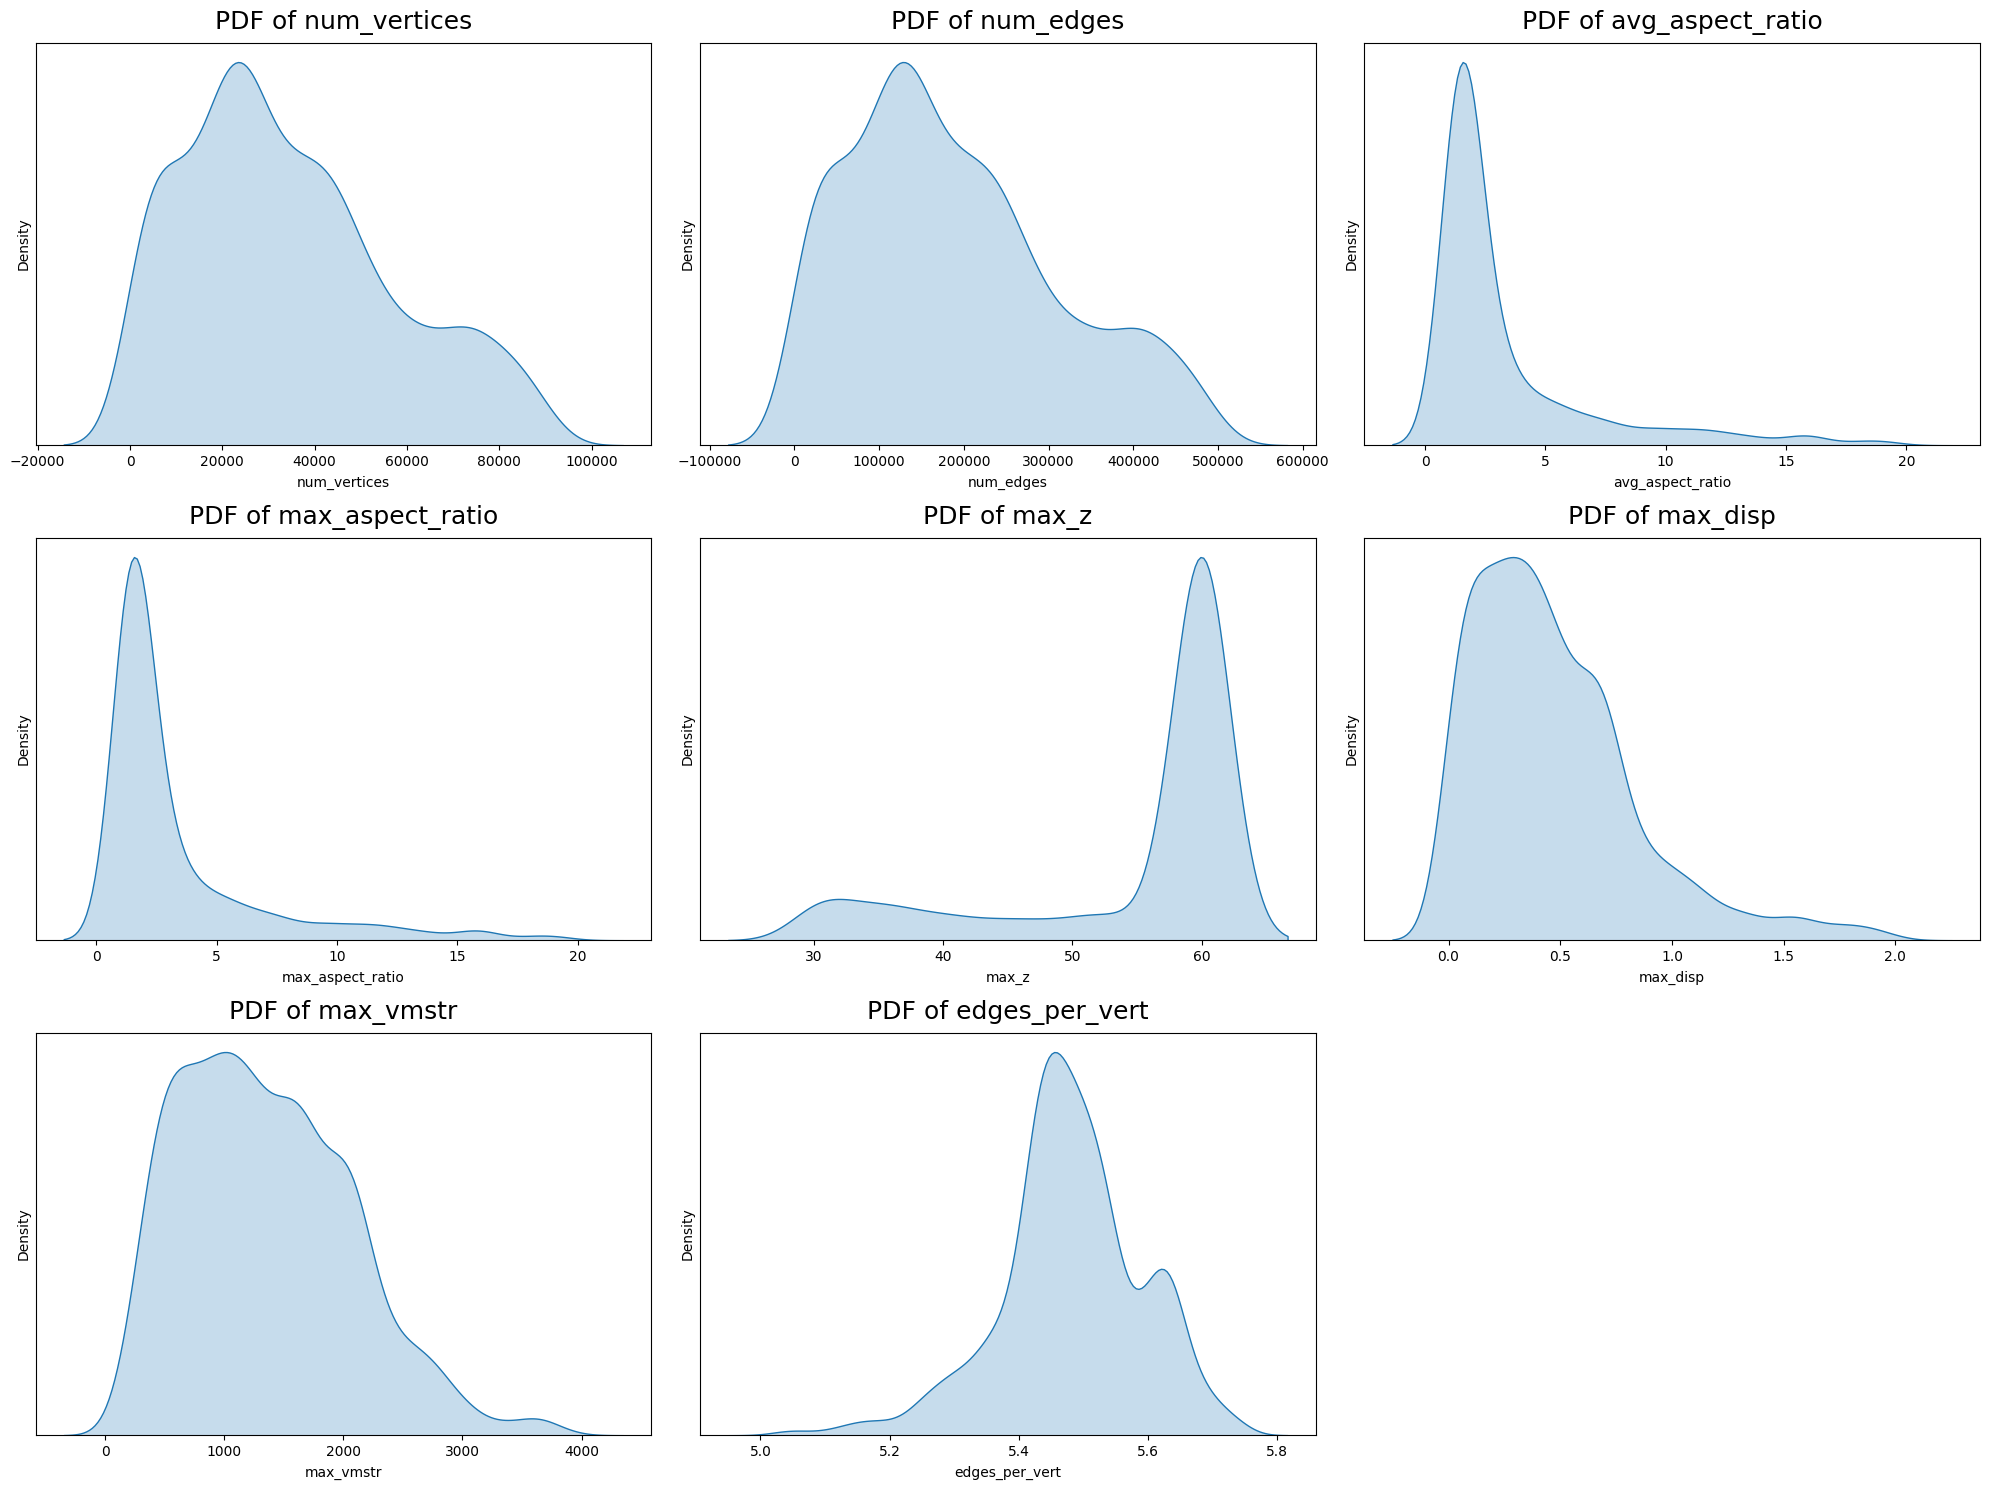 PDF of num_vertices
Density
−20000 0 20000 40000 60000 80000 100000
num_vertices
PDF of num_edges
Density
−100000 0 100000 200000 300000 400000 500000 600000
num_edges
PDF of avg_aspect_ratio
Density
0 5 10 15 20
avg_aspect_ratio
PDF of max_aspect_ratio
Density
0 5 10 15 20
max_aspect_ratio
PDF of max_z
Density
30 40 50 60
max_z
PDF of max_disp
Density
0.0 0.5 1.0 1.5 2.0
max_disp
PDF of max_vmstr
Density
0 1000 2000 3000 4000
max_vmstr
PDF of edges_per_vert
Density
5.0 5.2 5.4 5.6 5.8
edges_per_vert